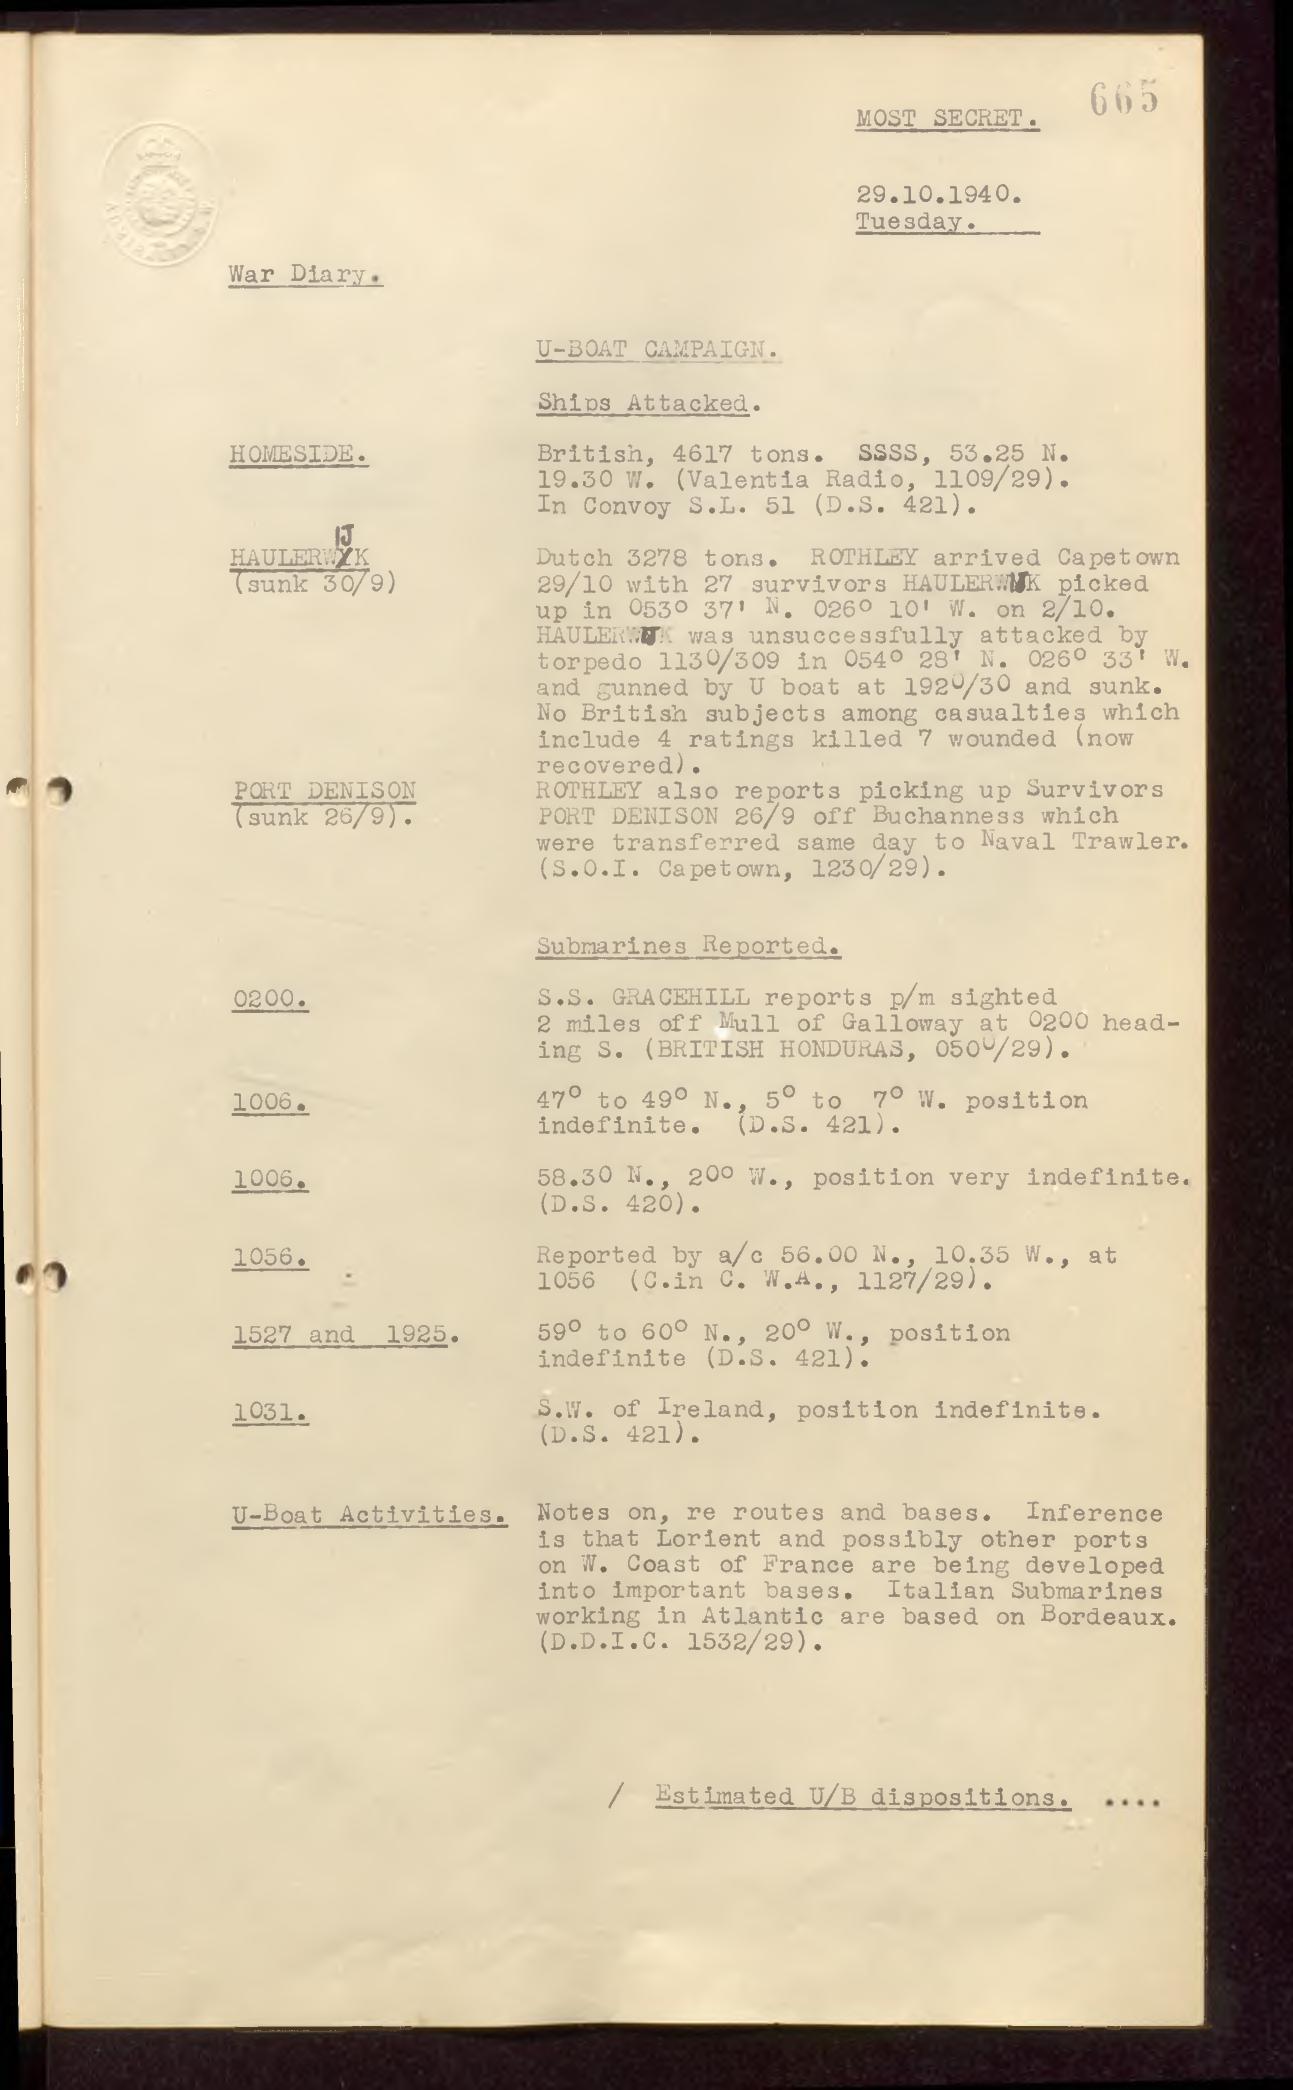 665
MOST SECRET.
29.10.1940.
Tuesday.
War Diary.
U-BOAT CAMPAIGN.
Ships Attacked.
HOMESIDE. British, 4617 tons. SSSS, 53.25 N.
19.30 W. (Valentia Radio, 1109/29).
In Convoy S.L. 51 (D.S. 421).
HAULERWIJK Dutch 3278 tons. ROTHLEY arrived Capetown
(sunk 30/9) 29/10 with 27 survivors HAULERWIJK picked
up in 053° 37' N. 026° 10' W. on 2/10.
HAULERWIJK was unsuccessfully attacked by
torpedo 1130/309 in 054° 28' N. 026° 33' W.
and gunned by U boat at 1920/30 and sunk.
No British subjects among casualties which
include 4 ratings killed 7 wounded (now
recovered).
PORT DENISON ROTHLEY also reports picking up Survivors
(sunk 26/9). PORT DENISON 26/9 off Buchanness which
were transferred same day to Naval Trawler.
(S.O.I. Capetown, 1230/29).
Submarines Reported.
0200. S.S. GRACEHILL reports p/m sighted
2 miles off Mull of Galloway at 0200 head-
ing S. (BRITISH HONDURAS, 0500/29).
1006. 47° to 49° N., 5° to 7° W. position
indefinite. (D.S. 421).
1006. 58.30 N., 20° W., position very indefinite.
(D.S. 420).
1056. Reported by a/c 56.00 N., 10.35 W., at
1056 (C.in C. W.A., 1127/29).
1527 and 1925. 59° to 60° N., 20° W., position
indefinite (D.S. 421).
1031. S.W. of Ireland, position indefinite.
(D.S. 421).
U-Boat Activities. Notes on, re routes and bases. Inference
is that Lorient and possibly other ports
on W. Coast of France are being developed
into important bases. Italian Submarines
working in Atlantic are based on Bordeaux.
(D.D.I.C. 1532/29).
/ Estimated U/B dispositions. ....